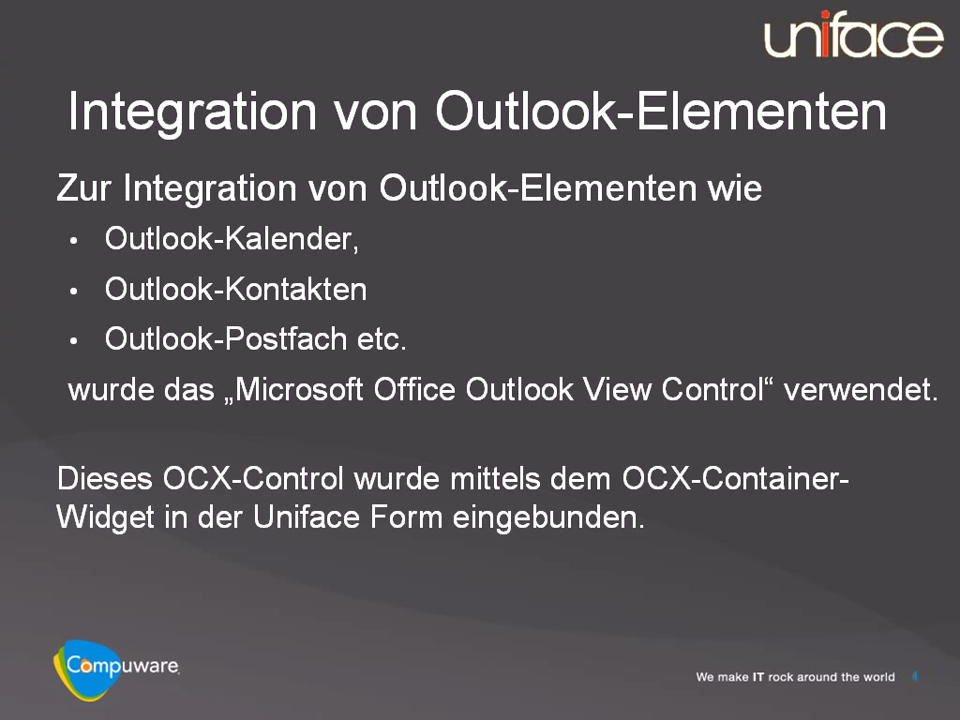 uniface
Integration von Outlook-Elementen
Zur Integration von Outlook-Elementen wie
• Outlook-Kalender,
• Outlook-Kontakten
• Outlook-Postfach etc.
wurde das „Microsoft Office Outlook View Control“ verwendet.
Dieses OCX-Control wurde mittels dem OCX-Container-
Widget in der Uniface Form eingebunden.
Compuware
We make IT rock around the world 4